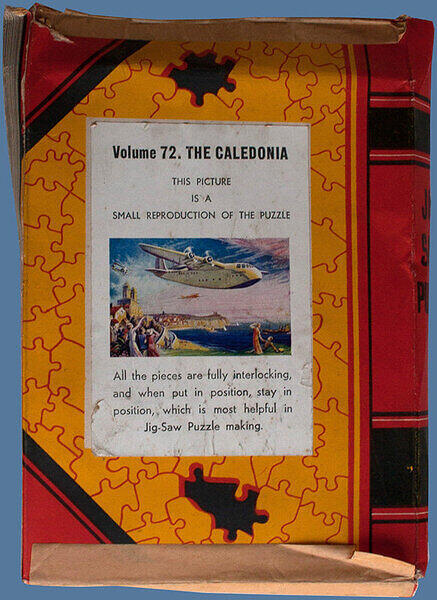 Volume 72. THE CALEDONIA
THIS PICTURE
IS A
SMALL REPRODUCTION OF THE PUZZLE
All the pieces are fully interlocking,
and when put in position, stay in
position, which is most helpful in
Jig-Saw Puzzle making.